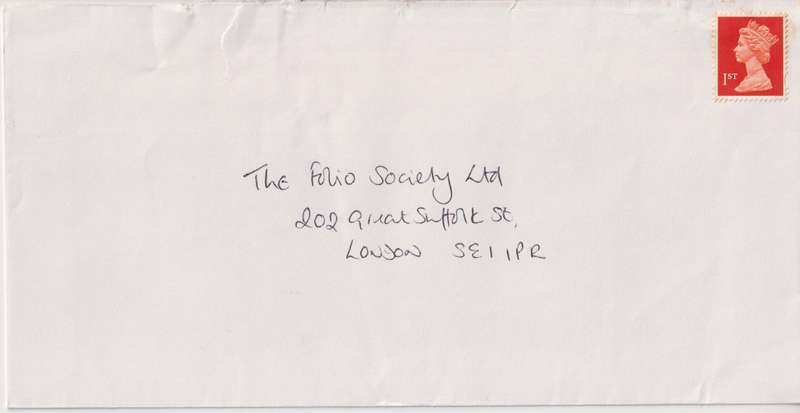 1ST
The Folio Society Ltd
202 Great Suffolk St,
LONDON SE1 1PR